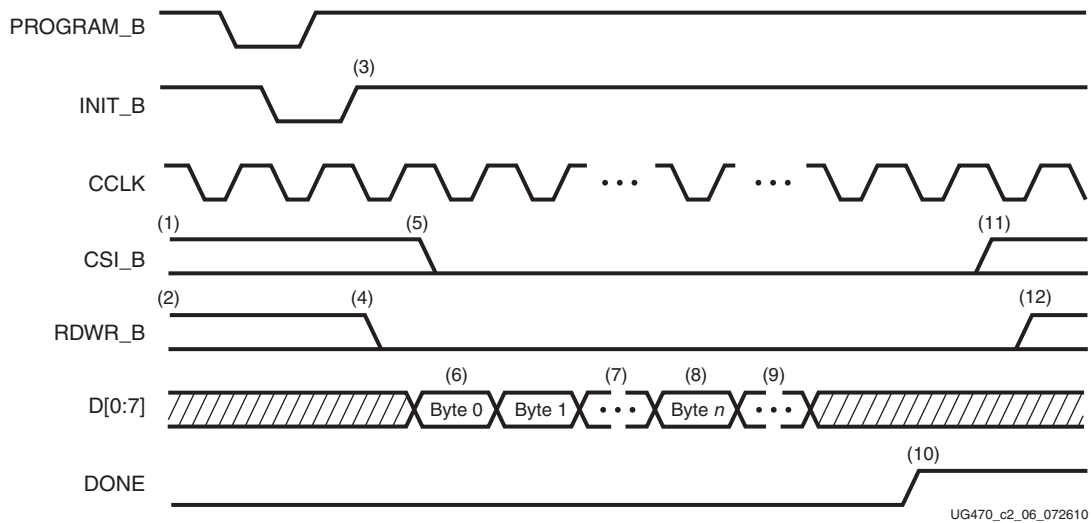 PROGRAM_B
(3)
INIT_B
CCLK
(1) (5) (11)
CSI_B
(2) (4) (12)
RDWR_B
(6) (7) (8) (9)
D[0:7] Byte 0 Byte 1 • • • Byte n • • •
(10)
DONE
UG470_c2_06_072610